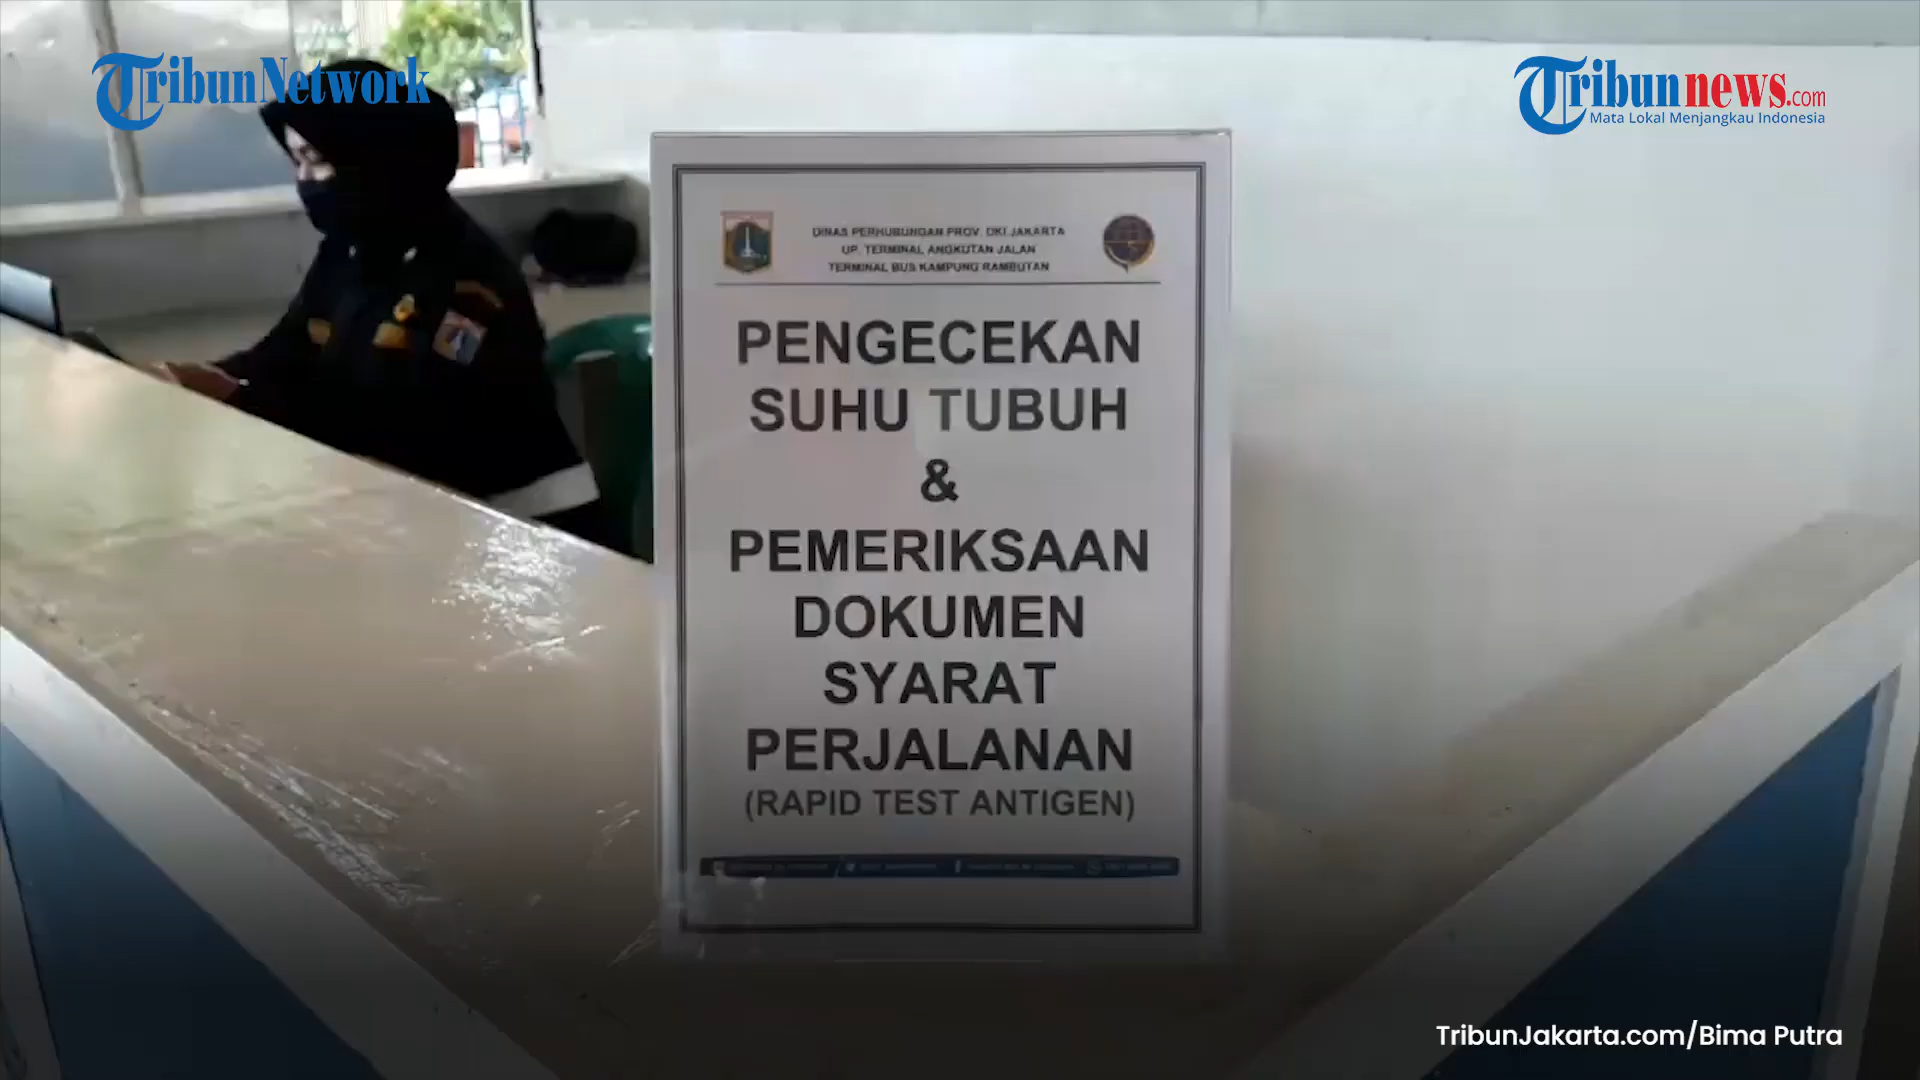 TribunNetwork
Tribunnews.com
Mata Lokal Menjangkau Indonesia
DINAS PERHUBUNGAN PROV. DKI JAKARTA
UP. TERMINAL ANGKUTAN JALAN
TERMINAL BUS KAMPUNG RAMBUTAN
PENGECEKAN
SUHU TUBUH
&
PEMERIKSAAN
DOKUMEN
SYARAT
PERJALANAN
(RAPID TEST ANTIGEN)
TribunJakarta.com/Bima Putra